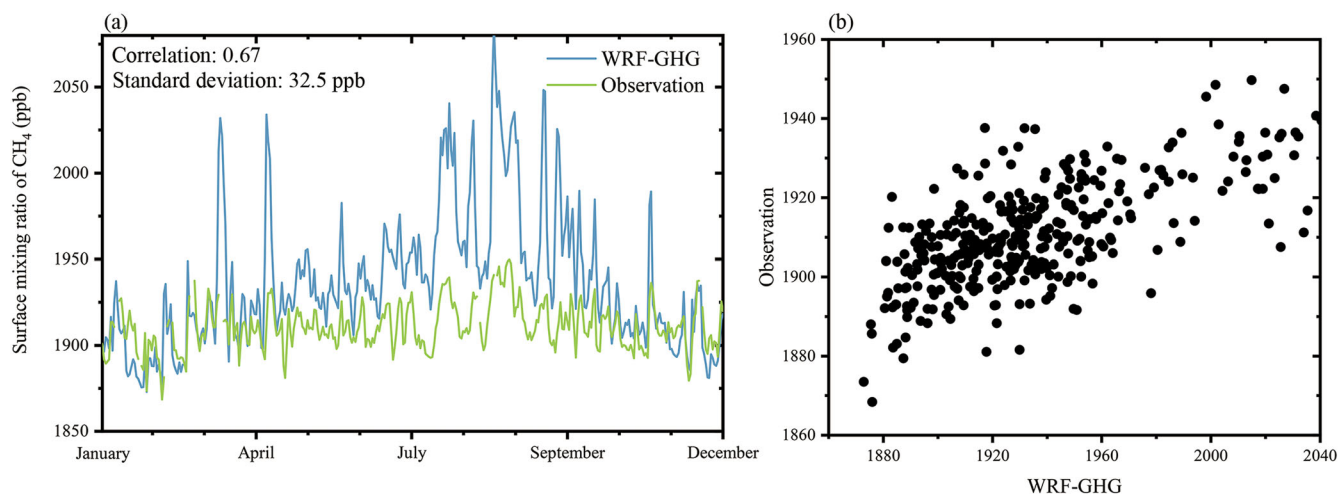 (a)
Correlation: 0.67
Standard deviation: 32.5 ppb
WRF-GHG
Observation
Surface mixing ratio of CH4 (ppb)
2050
2000
1950
1900
1850
January
April
July
September
December
(b)
Observation
1960
1940
1920
1900
1880
1860
1880
1920
1960
2000
2040
WRF-GHG